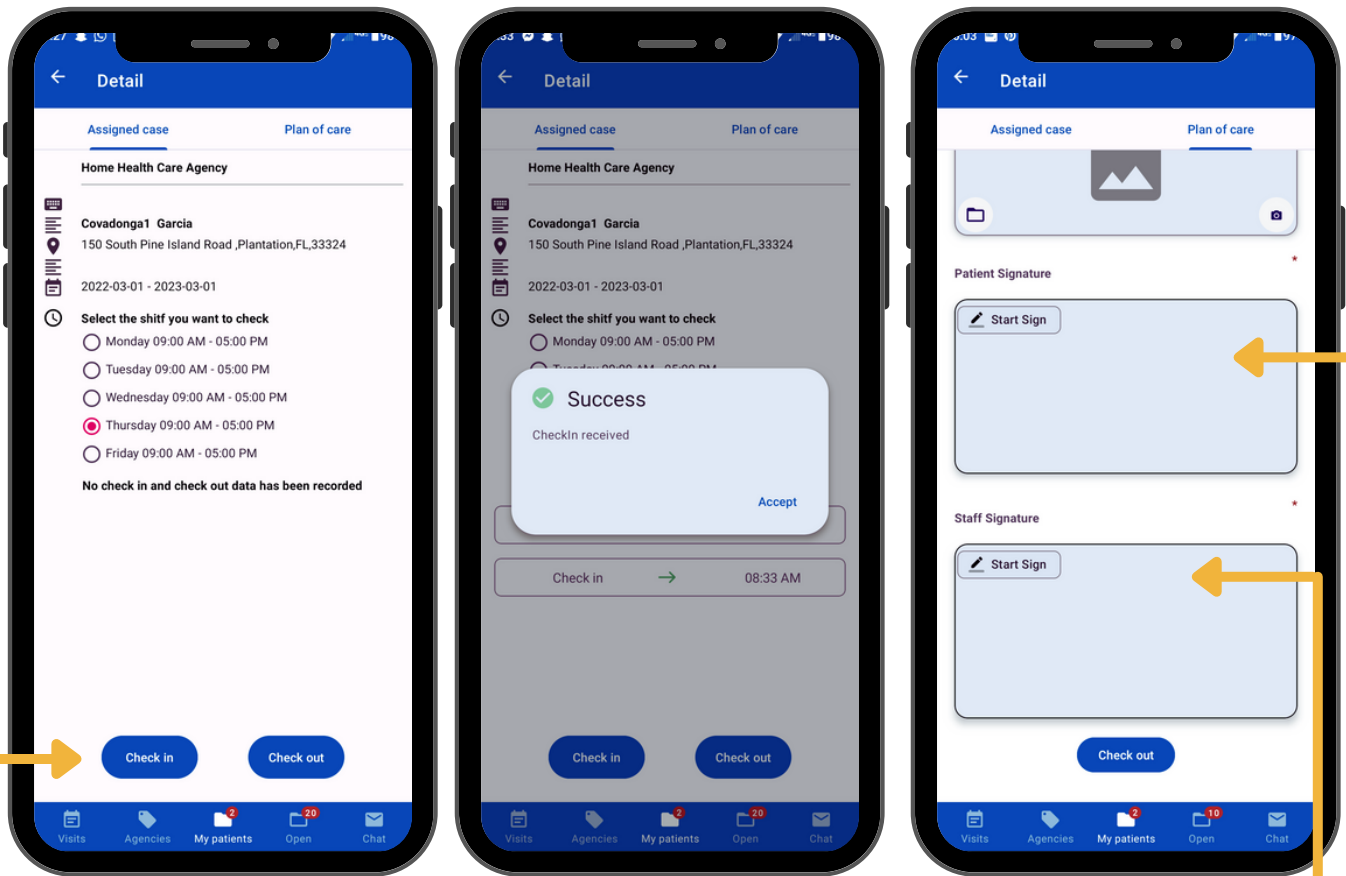 Detail
Assigned case Plan of care
Home Health Care Agency
Covadonga1 Garcia
150 South Pine Island Road ,Plantation,FL,33324
2022-03-01 - 2023-03-01
Select the shitf you want to check
Monday 09:00 AM - 05:00 PM
Tuesday 09:00 AM - 05:00 PM
Wednesday 09:00 AM - 05:00 PM
Thursday 09:00 AM - 05:00 PM
Friday 09:00 AM - 05:00 PM
No check in and check out data has been recorded
Check in Check out
2 20
Visits Agencies My patients Open Chat
Detail
Assigned case Plan of care
Home Health Care Agency
Covadonga1 Garcia
150 South Pine Island Road ,Plantation,FL,33324
2022-03-01 - 2023-03-01
Select the shitf you want to check
Monday 09:00 AM - 05:00 PM
Success
CheckIn received
Accept
Check in → 08:33 AM
Check in Check out
2 20
Visits Agencies My patients Open Chat
Detail
Assigned case Plan of care
*
Patient Signature
Start Sign
*
Staff Signature
Start Sign
Check out
2 10
Visits Agencies My patients Open Chat